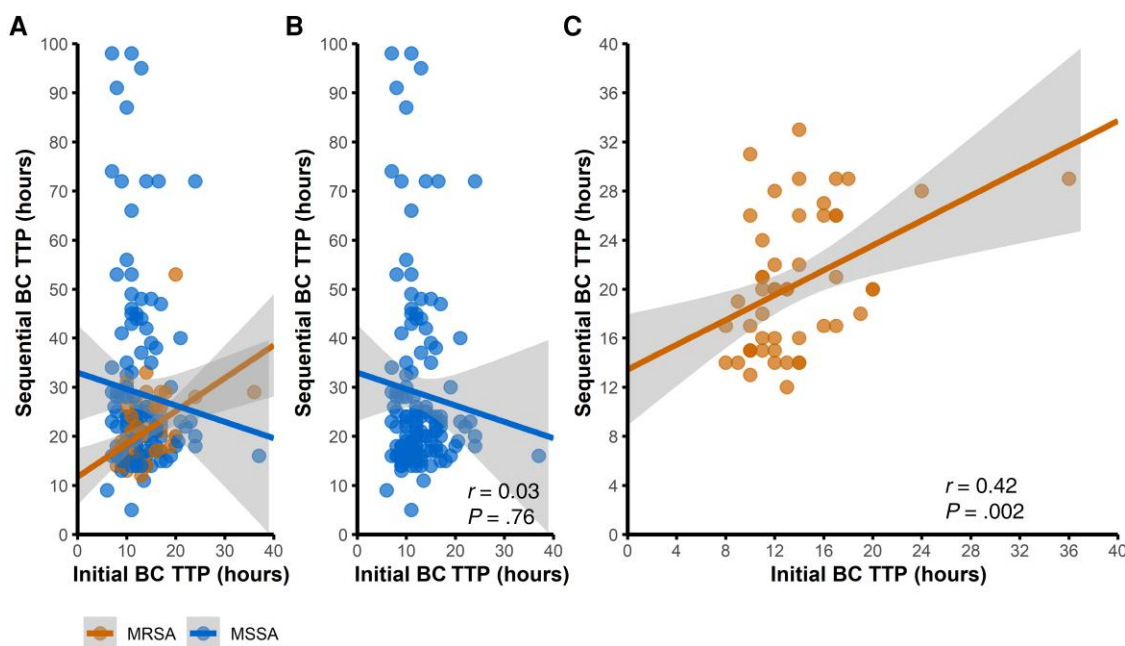 A
B
C
Sequential BC TTP (hours)
100
90
80
70
60
50
40
30
20
10
0
0 10 20 30 40
Initial BC TTP (hours)
Sequential BC TTP (hours)
100
90
80
70
60
50
40
30
20
10
0
r = 0.03
P = .76
0 10 20 30 40
Initial BC TTP (hours)
Sequential BC TTP (hours)
40
36
32
28
24
20
16
12
8
4
0
r = 0.42
P = .002
0 4 8 12 16 20 24 28 32 36 40
Initial BC TTP (hours)
MRSA MSSA